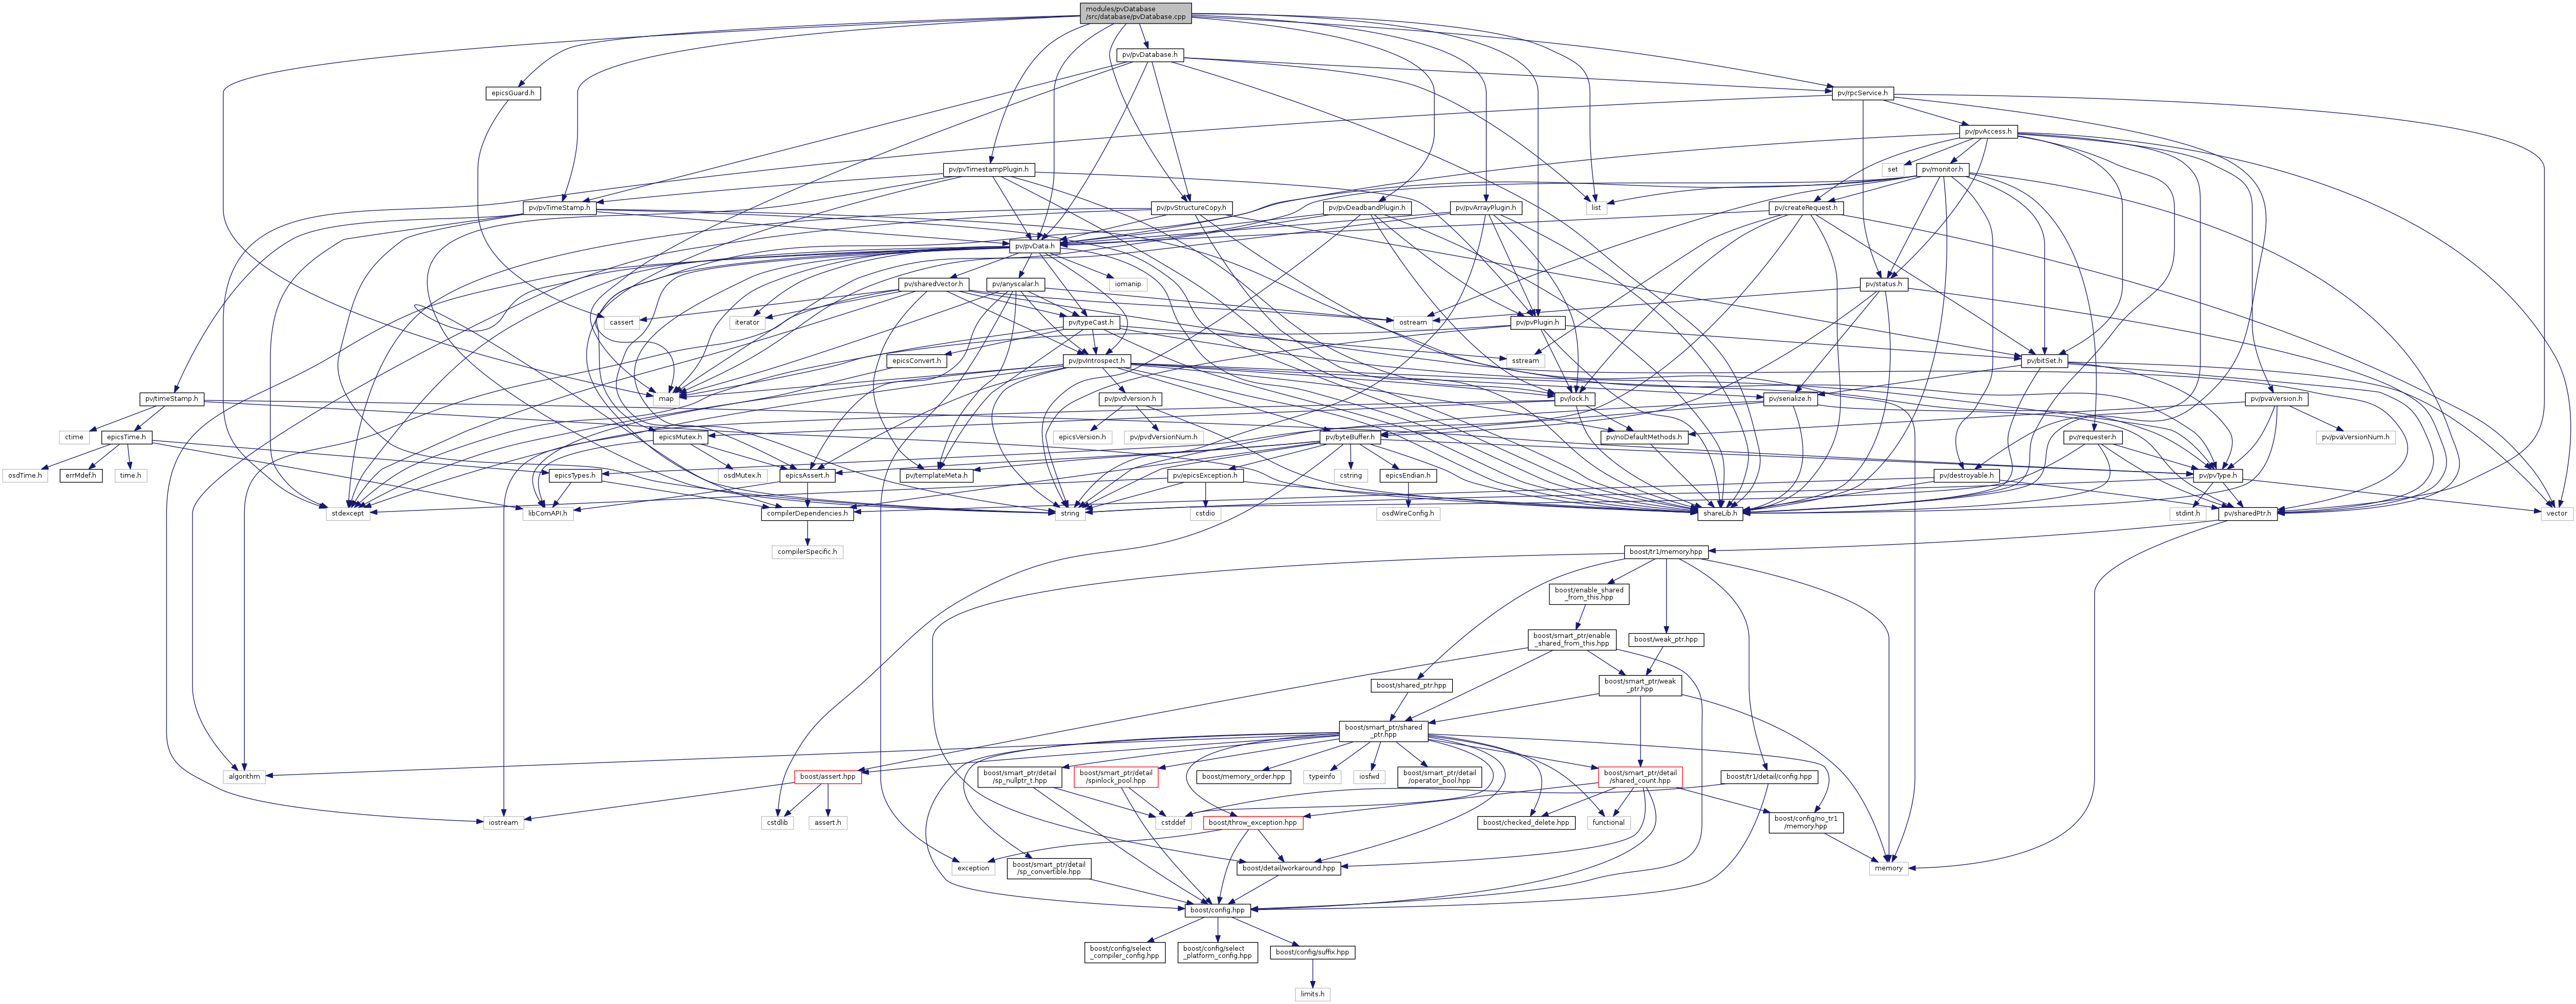 modules/pvDatabase
/src/database/pvDatabase.cpp
pv/pvDatabase.h
epicsGuard.h
pv/rpcService.h
pv/pvAccess.h
pv/pvTimestampPlugin.h
set
pv/monitor.h
pv/pvTimeStamp.h
pv/pvStructureCopy.h
pv/pvDeadbandPlugin.h
pv/pvArrayPlugin.h
list
pv/createRequest.h
pv/pvData.h
pv/sharedVector.h
pv/anyscalar.h
iomanip
pv/status.h
cassert
iterator
pv/typeCast.h
ostream
pv/pvPlugin.h
epicsConvert.h
pv/pvIntrospect.h
sstream
pv/bitSet.h
pv/timeStamp.h
map
pv/pvdVersion.h
pv/lock.h
pv/serialize.h
pv/pvaVersion.h
ctime
epicsTime.h
epicsMutex.h
epicsVersion.h
pv/pvdVersionNum.h
pv/byteBuffer.h
pv/noDefaultMethods.h
pv/requester.h
pv/pvaVersionNum.h
osdTime.h
errMdef.h
time.h
epicsTypes.h
osdMutex.h
epicsAssert.h
pv/templateMeta.h
pv/epicsException.h
cstring
epicsEndian.h
pv/destroyable.h
pv/pvType.h
stdexcept
libComAPI.h
compilerDependencies.h
string
cstdio
osdWireConfig.h
shareLib.h
stdint.h
pv/sharedPtr.h
vector
compilerSpecific.h
boost/tr1/memory.hpp
boost/enable_shared
_from_this.hpp
boost/smart_ptr/enable
_shared_from_this.hpp
boost/weak_ptr.hpp
boost/shared_ptr.hpp
boost/smart_ptr/weak
_ptr.hpp
boost/smart_ptr/shared
_ptr.hpp
algorithm
boost/assert.hpp
boost/smart_ptr/detail
/sp_nullptr_t.hpp
boost/smart_ptr/detail
/spinlock_pool.hpp
boost/memory_order.hpp
typeinfo
iosfwd
boost/smart_ptr/detail
/operator_bool.hpp
boost/smart_ptr/detail
/shared_count.hpp
boost/tr1/detail/config.hpp
iostream
cstdlib
assert.h
cstddef
boost/throw_exception.hpp
boost/checked_delete.hpp
functional
boost/config/no_tr1
/memory.hpp
exception
boost/smart_ptr/detail
/sp_convertible.hpp
boost/detail/workaround.hpp
memory
boost/config.hpp
boost/config/select
_compiler_config.hpp
boost/config/select
_platform_config.hpp
boost/config/suffix.hpp
limits.h